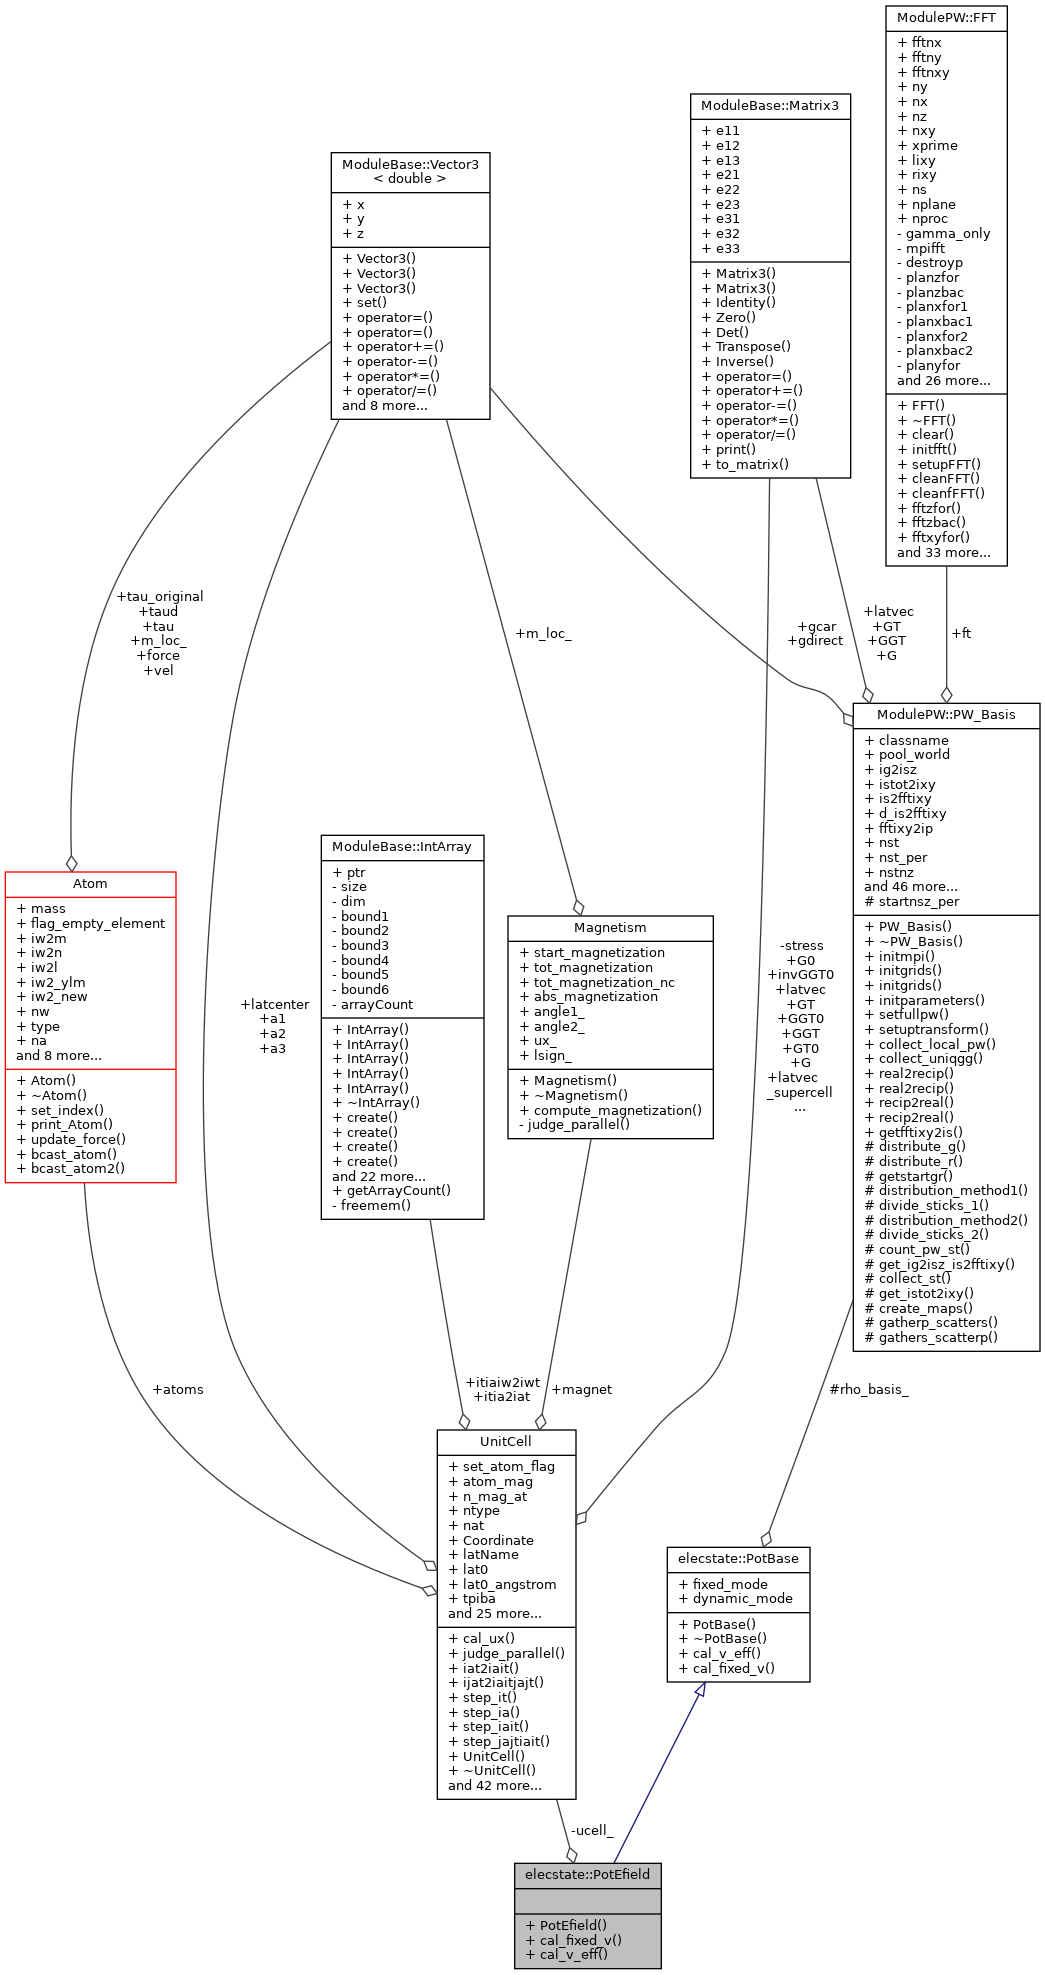 ModulePW::FFT
+ fftnx
+ fftny
+ fftnxy
+ ny
+ nx
+ nz
+ nxy
+ xprime
+ lixy
+ rixy
+ ns
+ nplane
+ nproc
- gamma_only
- mpifft
- destroyp
- planzfor
- planzbac
- planxfor1
- planxbac1
- planxfor2
- planxbac2
- planyfor
and 26 more...
+ FFT()
+ ~FFT()
+ clear()
+ initfft()
+ setupFFT()
+ cleanFFT()
+ cleanfFFT()
+ fftzfor()
+ fftzbac()
+ fftxyfor()
and 33 more...
ModuleBase::Matrix3
+ e11
+ e12
+ e13
+ e21
+ e22
+ e23
+ e31
+ e32
+ e33
+ Matrix3()
+ Matrix3()
+ Identity()
+ Zero()
+ Det()
+ Transpose()
+ Inverse()
+ operator=()
+ operator+=()
+ operator-=()
+ operator*=()
+ operator/=()
+ print()
+ to_matrix()
ModuleBase::Vector3
< double >
+ x
+ y
+ z
+ Vector3()
+ Vector3()
+ Vector3()
+ set()
+ operator=()
+ operator=()
+ operator+=()
+ operator-=()
+ operator*=()
+ operator/=()
and 8 more...
+tau_original
+taud
+tau
+m_loc_
+force
+vel
+m_loc_
+gcar
+gdirect
+latvec
+GT
+GGT
+G
+ft
ModulePW::PW_Basis
+ classname
+ pool_world
+ ig2isz
+ istot2ixy
+ is2fftixy
+ d_is2fftixy
+ fftixy2ip
+ nst
+ nst_per
+ nstnz
and 46 more...
# startnsz_per
+ PW_Basis()
+ ~PW_Basis()
+ initmpi()
+ initgrids()
+ initgrids()
+ initparameters()
+ setfullpw()
+ setuptransform()
+ collect_local_pw()
+ collect_uniqgg()
+ real2recip()
+ real2recip()
+ recip2real()
+ recip2real()
+ getfftixy2is()
# distribute_g()
# distribute_r()
# getstartgr()
# distribution_method1()
# divide_sticks_1()
# distribution_method2()
# divide_sticks_2()
# count_pw_st()
# get_ig2isz_is2fftixy()
# collect_st()
# get_istot2ixy()
# create_maps()
# gatherp_scatters()
# gathers_scatterp()
ModuleBase::IntArray
+ ptr
- size
- dim
- bound1
- bound2
- bound3
- bound4
- bound5
- bound6
- arrayCount
+ IntArray()
+ IntArray()
+ IntArray()
+ IntArray()
+ IntArray()
+ ~IntArray()
+ create()
+ create()
+ create()
+ create()
and 22 more...
+ getArrayCount()
- freemem()
Atom
+ mass
+ flag_empty_element
+ iw2m
+ iw2n
+ iw2l
+ iw2_ylm
+ iw2_new
+ nw
+ type
+ na
and 8 more...
+ Atom()
+ ~Atom()
+ set_index()
+ print_Atom()
+ update_force()
+ bcast_atom()
+ bcast_atom2()
Magnetism
+ start_magnetization
+ tot_magnetization
+ tot_magnetization_nc
+ abs_magnetization
+ angle1_
+ angle2_
+ ux_
+ lsign_
+ Magnetism()
+ ~Magnetism()
+ compute_magnetization()
- judge_parallel()
+latcenter
+a1
+a2
+a3
-stress
+G0
+invGGT0
+latvec
+GT
+GGT0
+GGT
+GT0
+G
+latvec
_supercell
...
+atoms
+itiaiw2iwt
+itia2iat
+magnet
#rho_basis_
UnitCell
+ set_atom_flag
+ atom_mag
+ n_mag_at
+ ntype
+ nat
+ Coordinate
+ latName
+ lat0
+ lat0_angstrom
+ tpiba
and 25 more...
+ cal_ux()
+ judge_parallel()
+ iat2iait()
+ ijat2iaitjajt()
+ step_it()
+ step_ia()
+ step_iait()
+ step_jajtiait()
+ UnitCell()
+ ~UnitCell()
and 42 more...
elecstate::PotBase
+ fixed_mode
+ dynamic_mode
+ PotBase()
+ ~PotBase()
+ cal_v_eff()
+ cal_fixed_v()
-ucell_
elecstate::PotEfield
+ PotEfield()
+ cal_fixed_v()
+ cal_v_eff()